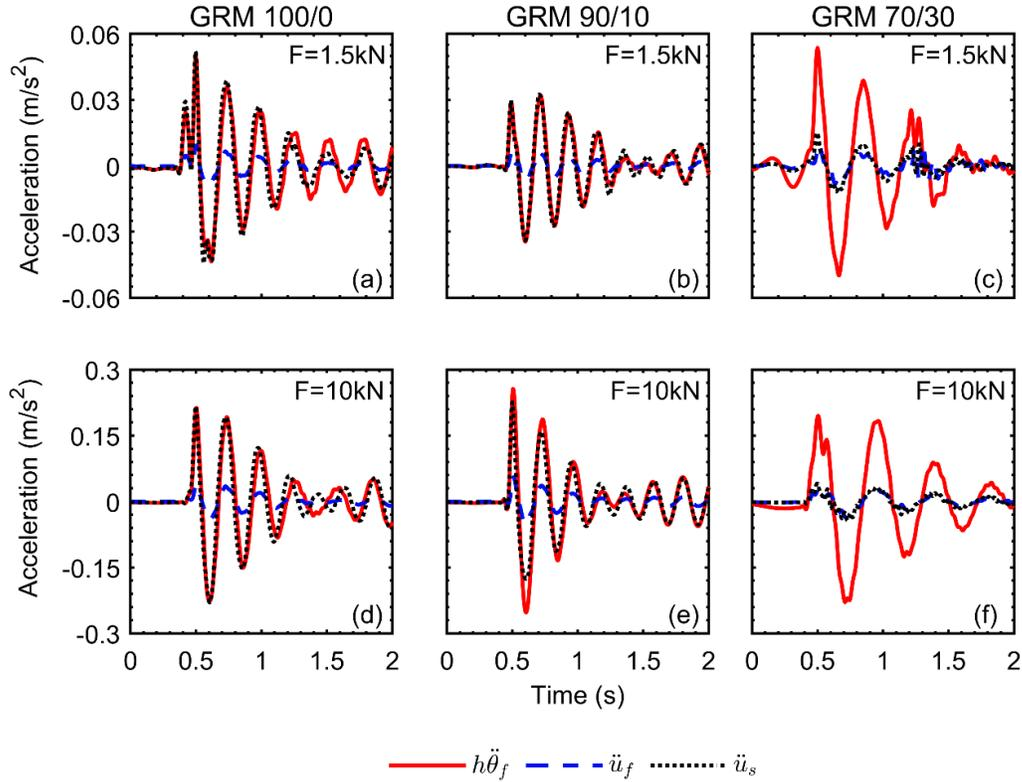 GRM 100/0 GRM 90/10 GRM 70/30
Acceleration (m/s²)
0.06
0.03
0
-0.03
-0.06
F=1.5kN
(a)
F=1.5kN
(b)
F=1.5kN
(c)
Acceleration (m/s²)
0.3
0.15
0
-0.15
-0.3
F=10kN
(d)
F=10kN
(e)
F=10kN
(f)
0 0.5 1 1.5 2 0 0.5 1 1.5 2 0 0.5 1 1.5 2
Time (s)
hθ̈_f ü_f ü_s